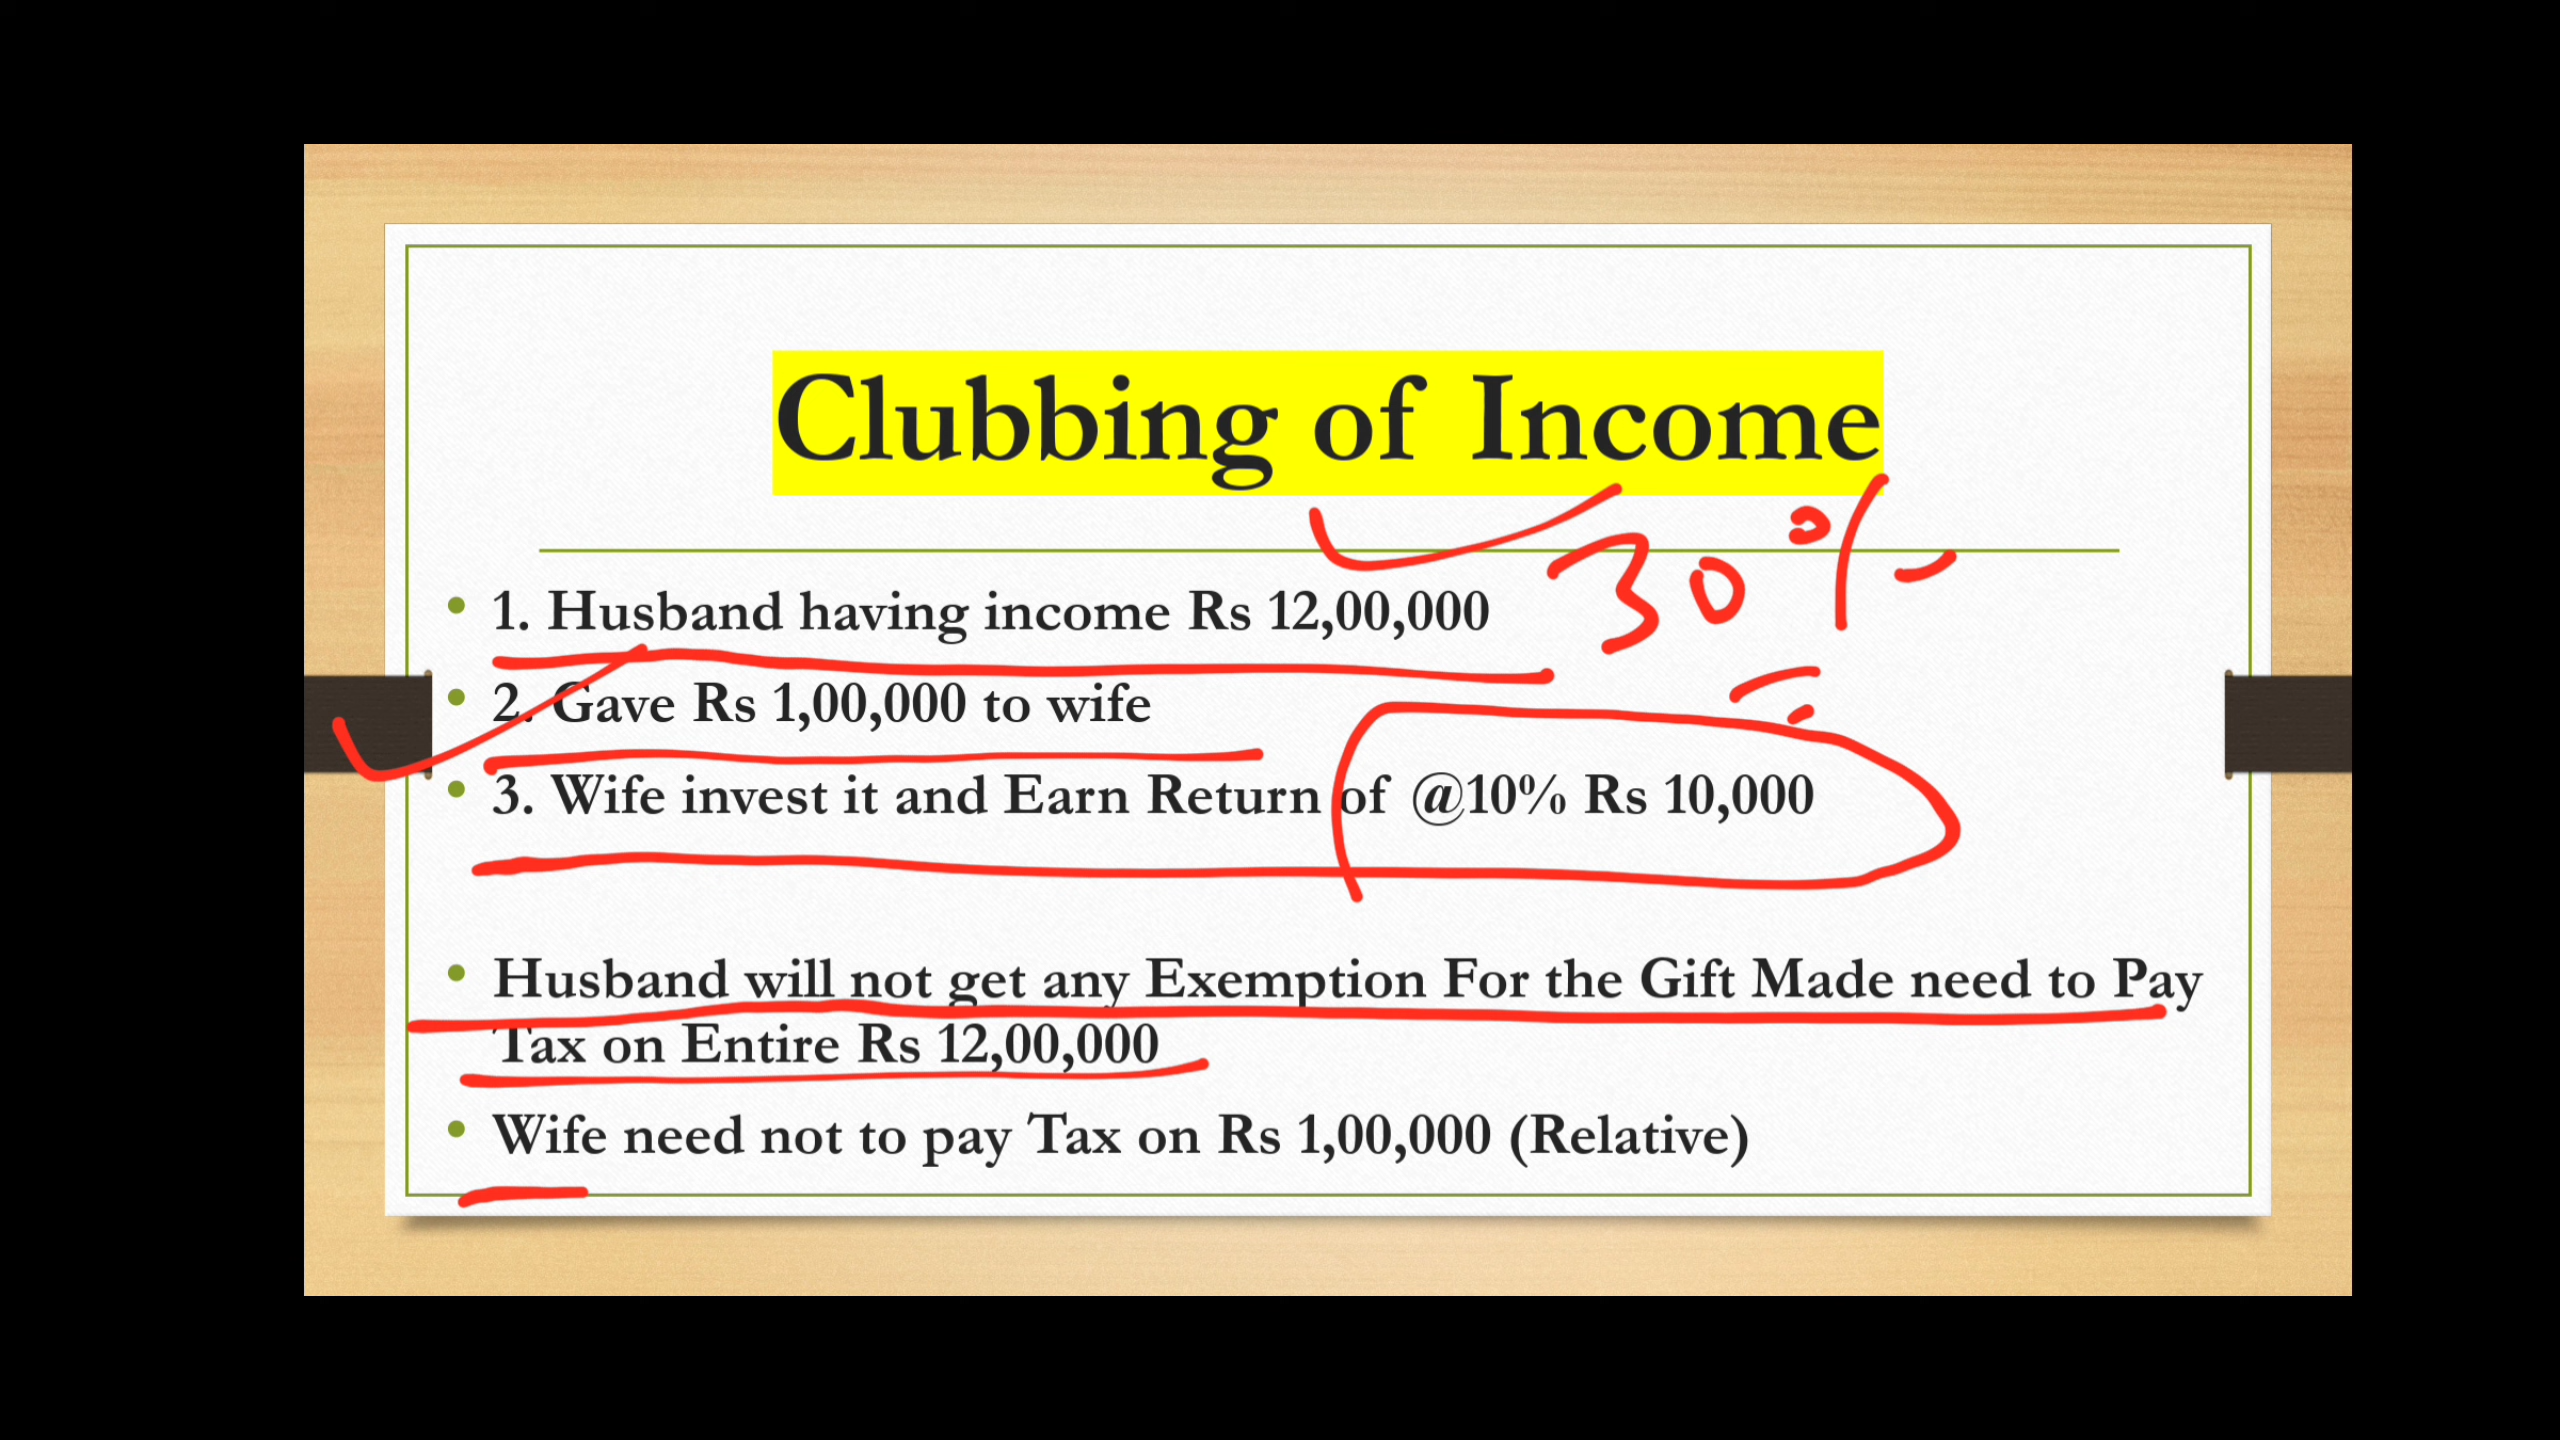 Clubbing of Income
30%
• 1. Husband having income Rs 12,00,000
• 2. Gave Rs 1,00,000 to wife
• 3. Wife invest it and Earn Return of @10% Rs 10,000
• Husband will not get any Exemption For the Gift Made need to Pay
Tax on Entire Rs 12,00,000
• Wife need not to pay Tax on Rs 1,00,000 (Relative)